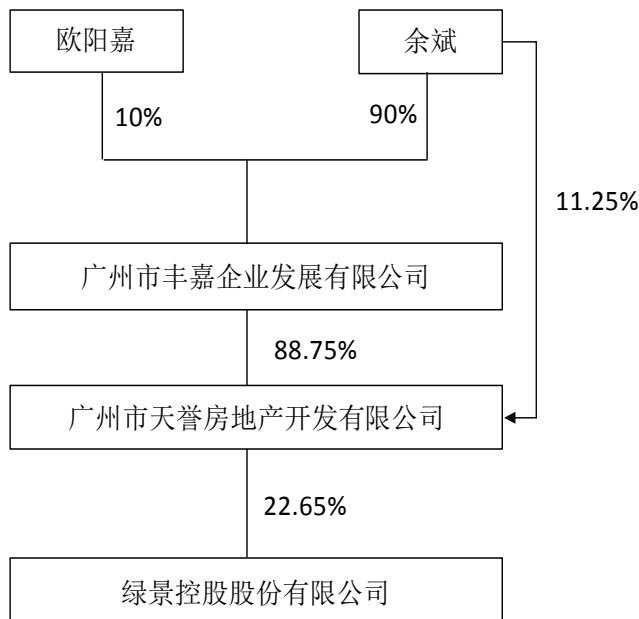 欧阳嘉
余斌
10%
90%
11.25%
广州市丰嘉企业发展有限公司
88.75%
广州市天誉房地产开发有限公司
22.65%
绿景控股股份有限公司